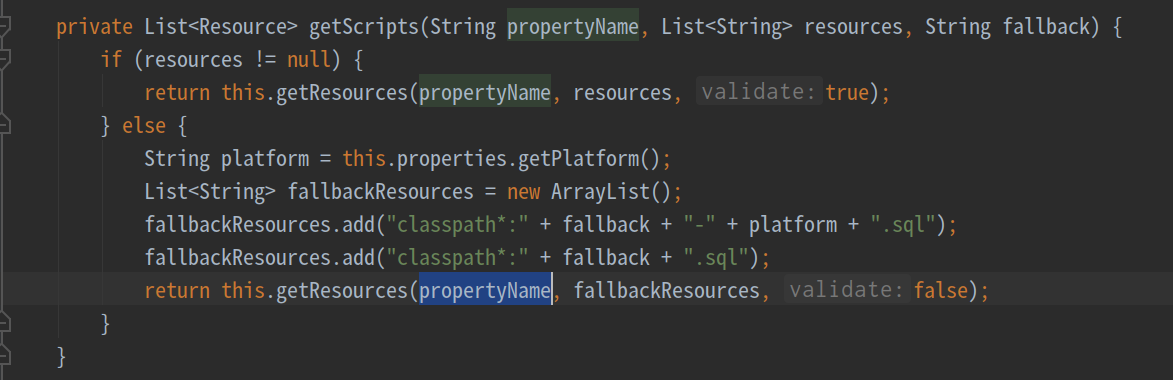 private List<Resource> getScripts(String propertyName, List<String> resources, String fallback) {
if (resources != null) {
return this.getResources(propertyName, resources, validate: true);
} else {
String platform = this.properties.getPlatform();
List<String> fallbackResources = new ArrayList();
fallbackResources.add("classpath*:" + fallback + "-" + platform + ".sql");
fallbackResources.add("classpath*:" + fallback + ".sql");
return this.getResources(propertyName, fallbackResources, validate: false);
}
}